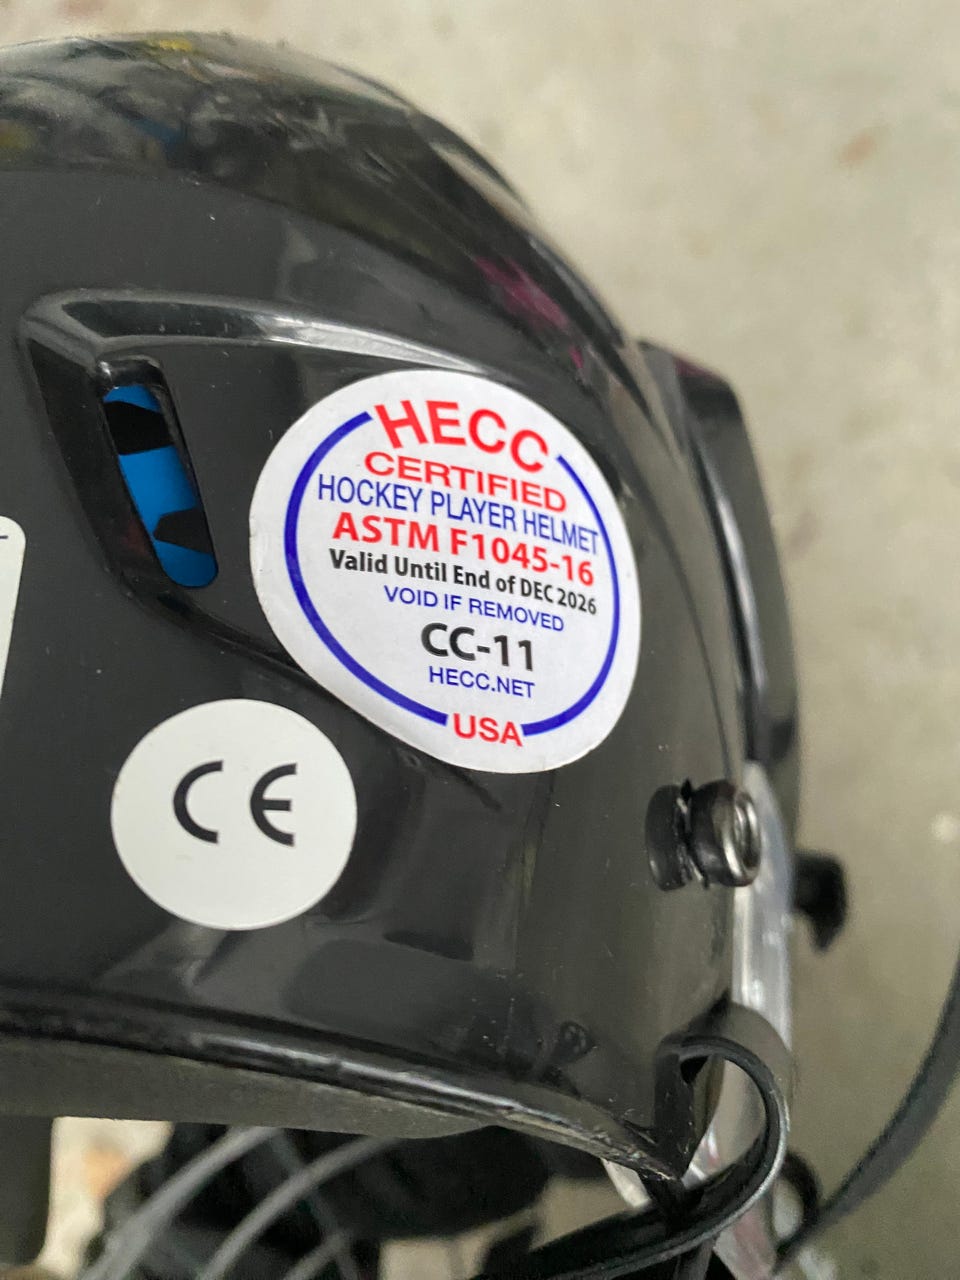 HECC
CERTIFIED
HOCKEY PLAYER HELMET
ASTM F1045-16
Valid Until End of DEC 2026
VOID IF REMOVED
CC-11
HECC.NET
USA
CE